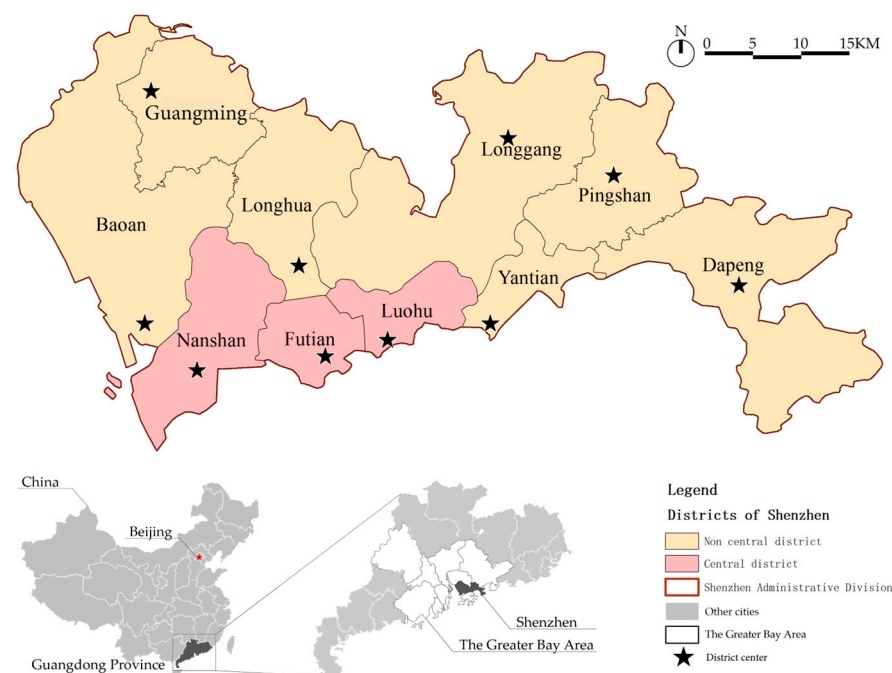 N
0 5 10 15KM
Guangming
Longgang
Pingshan
Longhua
Baoan
Dapeng
Yantian
Luohu
Nanshan
Futian
China
Beijing
Guangdong Province
Shenzhen
The Greater Bay Area
Legend
Districts of Shenzhen
Non central district
Central district
Shenzhen Administrative Division
Other cities
The Greater Bay Area
District center